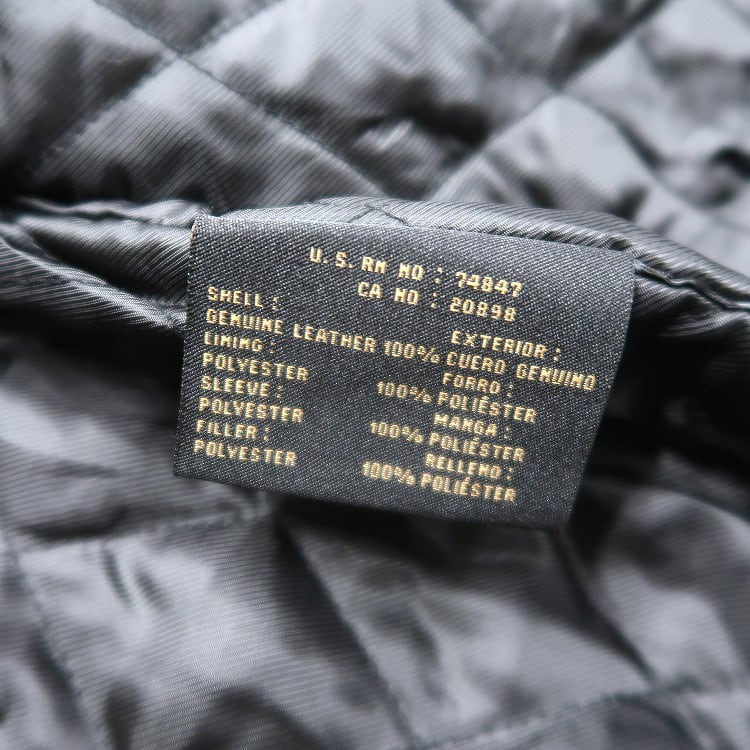 U.S. RN NO : 74847
CA NO : 20898
SHELL :
GENUINE LEATHER 100% CUERO GENUINO
EXTERIOR :
LINING :
FORRO :
POLYESTER 100% POLIÉSTER
SLEEVE :
MANGA :
POLYESTER 100% POLIÉSTER
FILLER :
RELLENO :
POLYESTER 100% POLIÉSTER